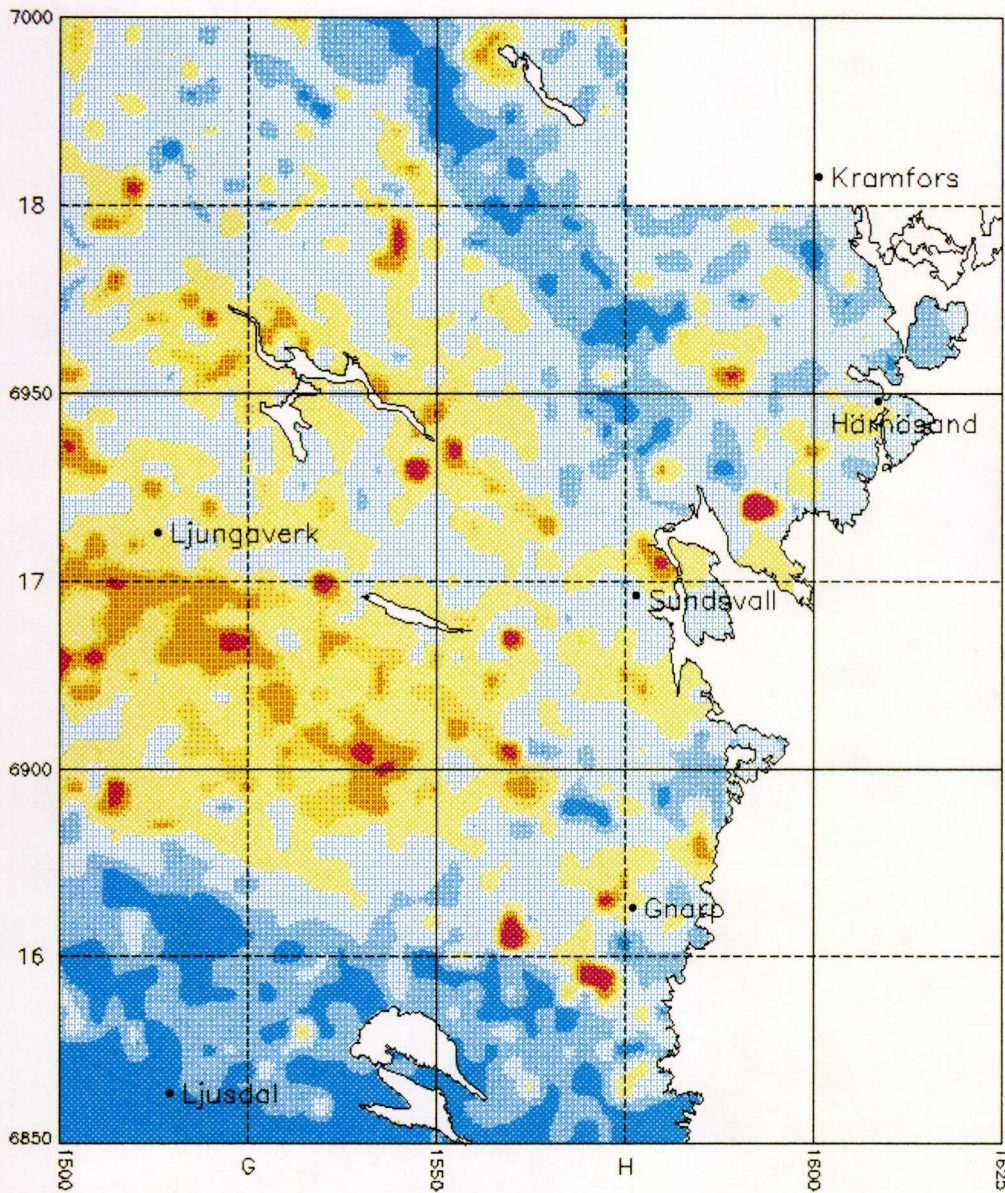 7000
Kramfors
18
6950
Härnösand
Ljungaverk
17
Sundsvall
6900
Gnarp
16
Ljusdal
6850
1500
G
1550
H
1600